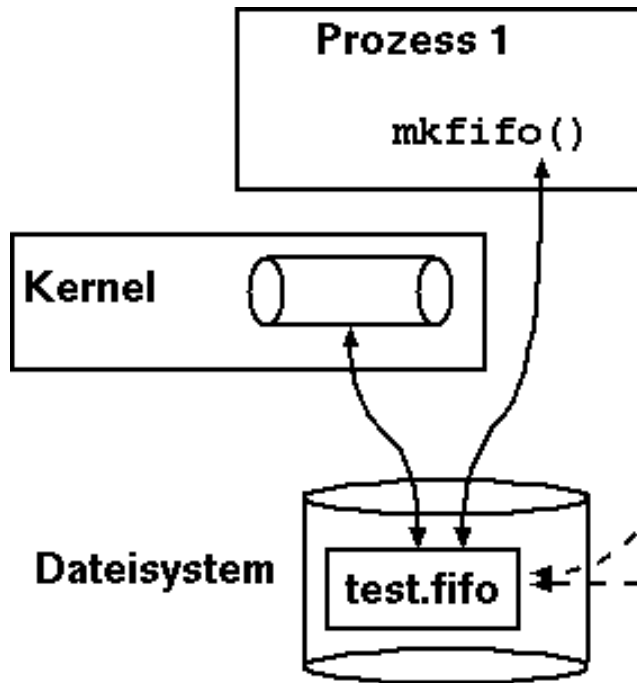 Prozess 1
mkfifo()
Kernel
Dateisystem
test.fifo